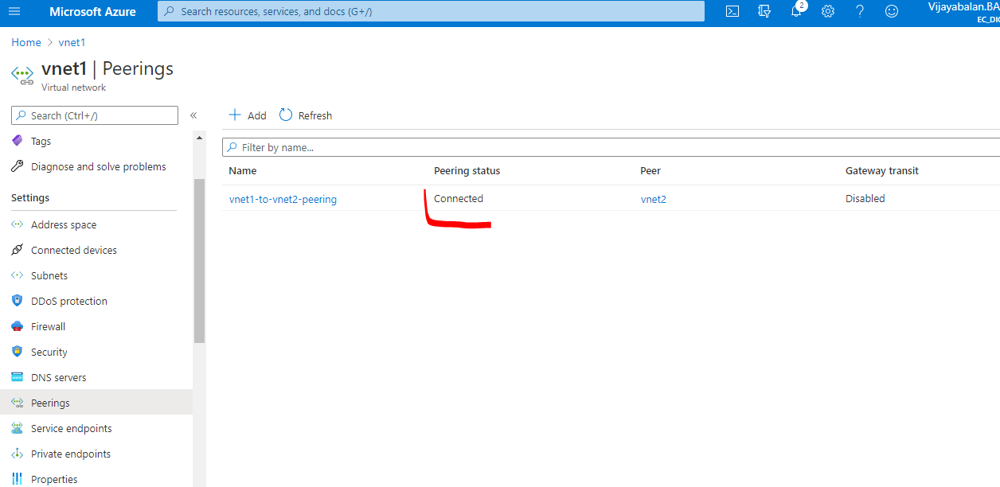 Microsoft Azure
Search resources, services, and docs (G+/)
2
Vijayabalan.BA
Home > vnet1
vnet1 | Peerings
Virtual network
Search (Ctrl+/)
«
Add
Refresh
Tags
Diagnose and solve problems
Settings
Address space
Connected devices
Subnets
DDoS protection
Firewall
Security
DNS servers
Peerings
Service endpoints
Private endpoints
Properties
Filter by name...
Name Peering status Peer Gateway transit
vnet1-to-vnet2-peering Connected vnet2 Disabled